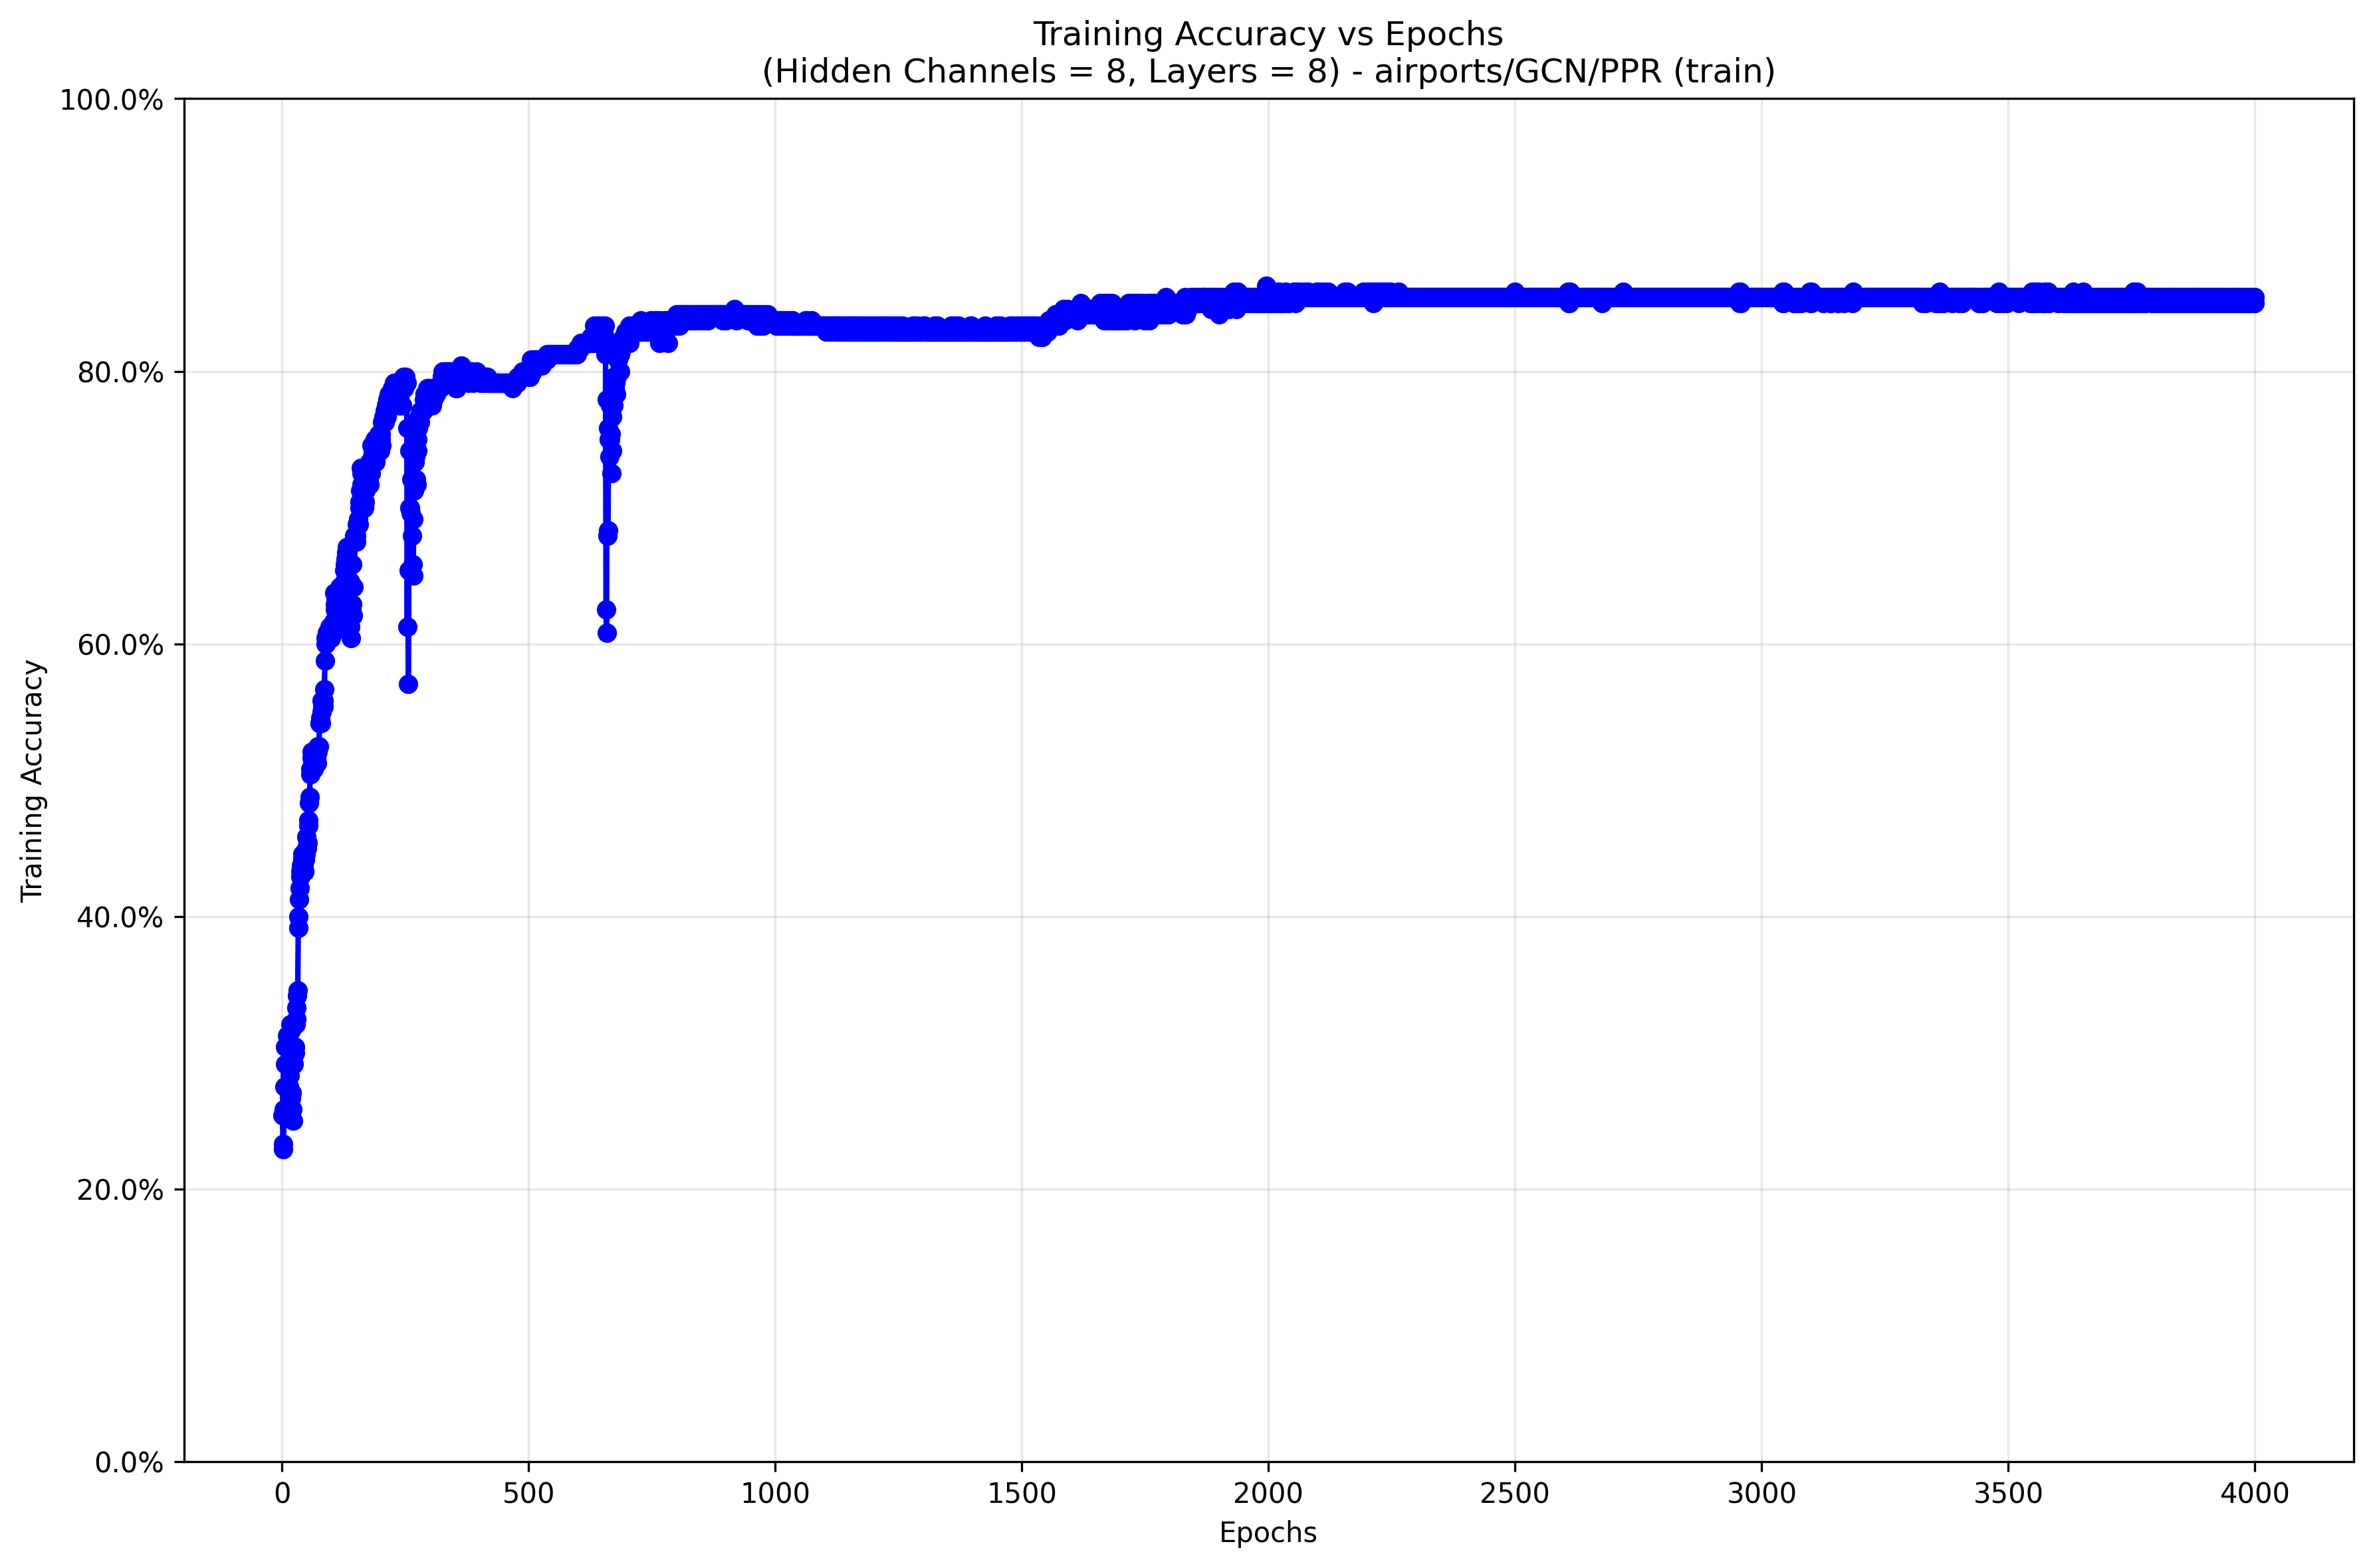 Training Accuracy vs Epochs
(Hidden Channels = 8, Layers = 8) - airports/GCN/PPR (train)
100.0%
80.0%
60.0%
40.0%
20.0%
0.0%
Training Accuracy
0 500 1000 1500 2000 2500 3000 3500 4000
Epochs